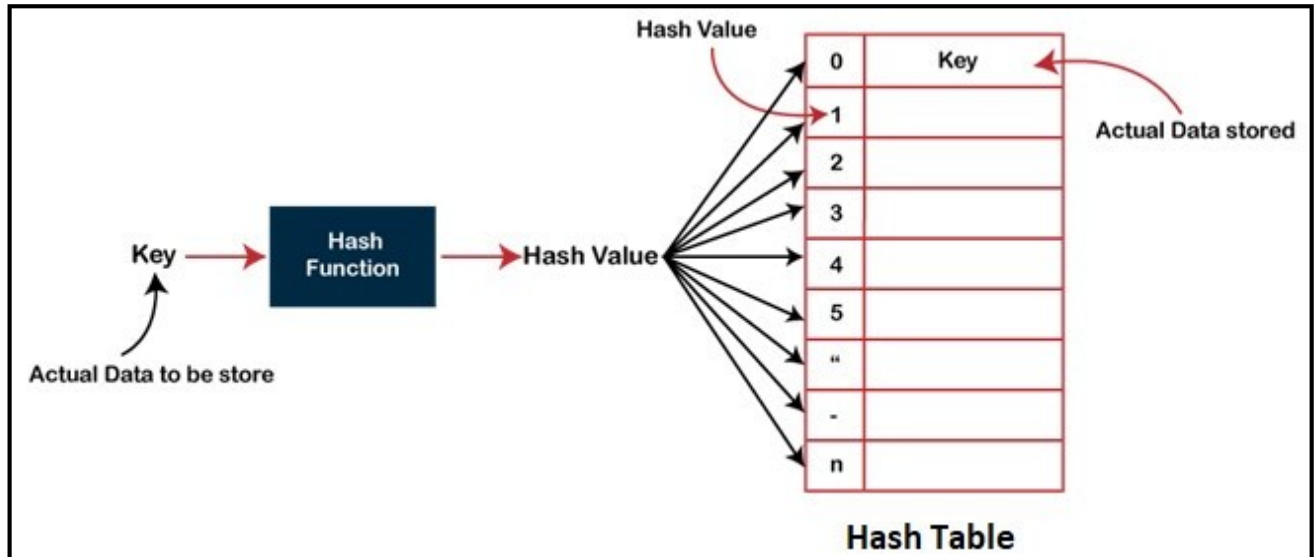 Hash Value
0 Key
1
Actual Data stored
2
3
Key
Hash
Function
Hash Value
4
5
Actual Data to be store
“
-
n
Hash Table